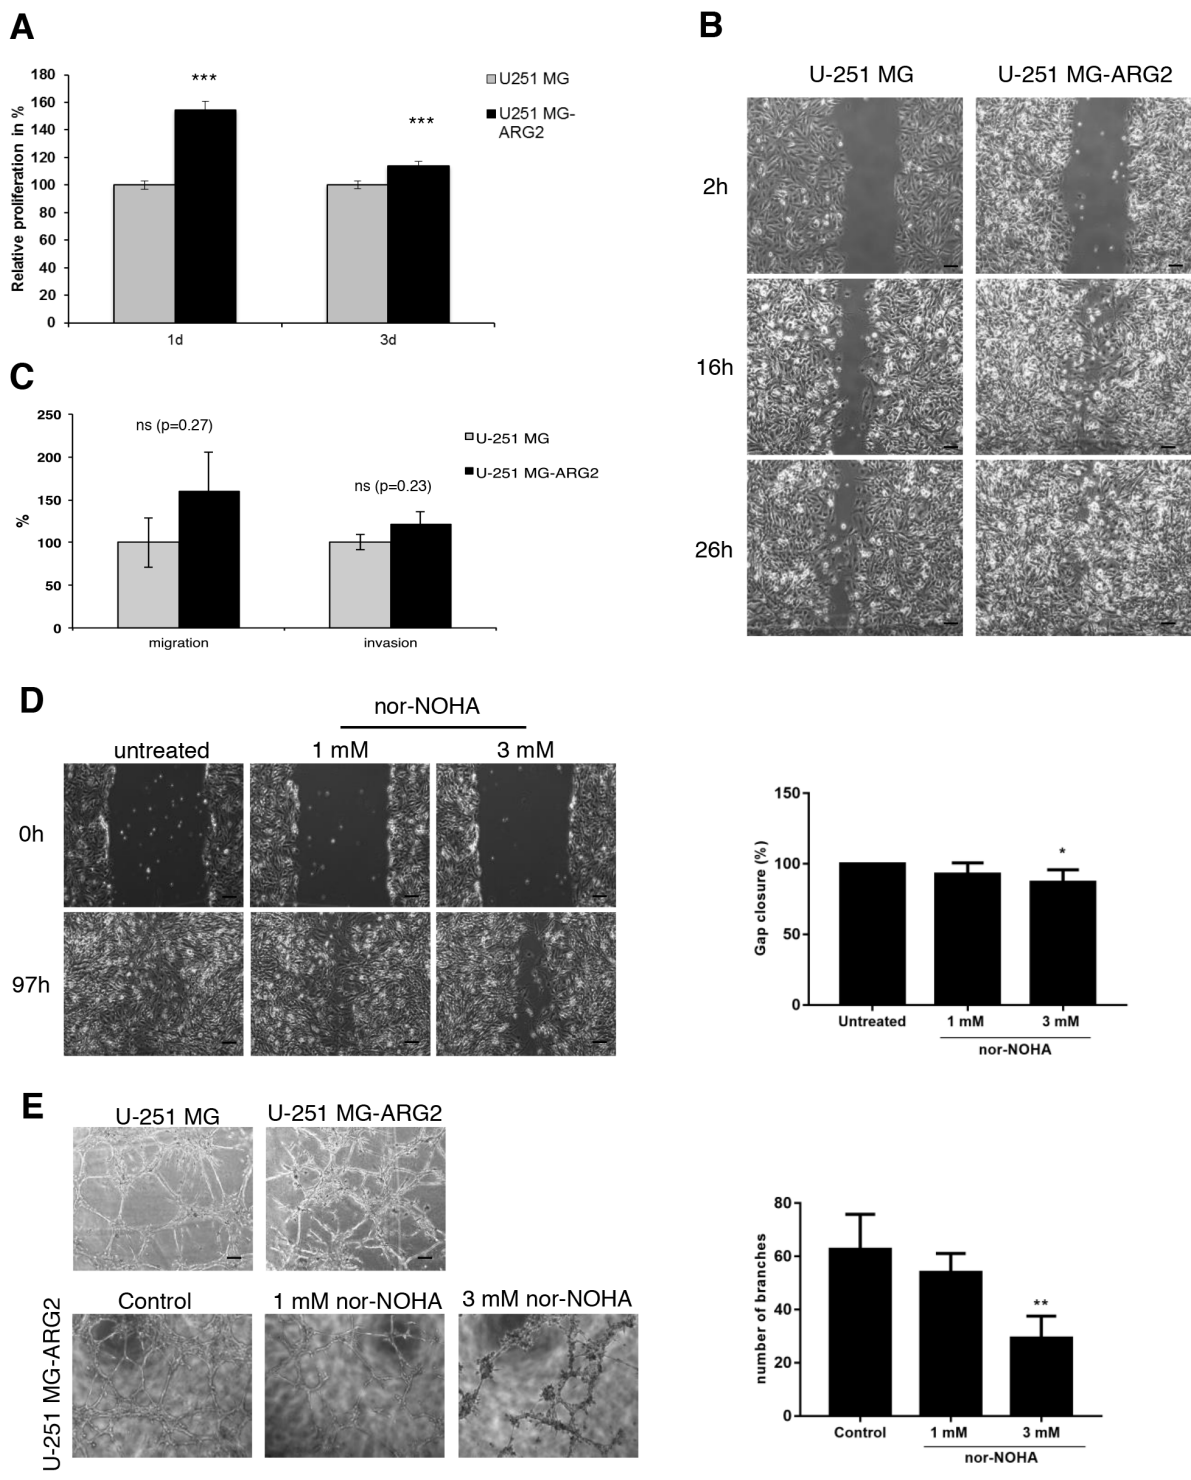 A
180
160
140
120
100
80
60
40
20
0
Relative proliferation in %
***
***
1d
3d
U251 MG
U251 MG-
ARG2
B
U-251 MG
U-251 MG-ARG2
2h
16h
26h
C
250
200
150
100
50
0
%
ns (p=0.27)
ns (p=0.23)
migration
invasion
U-251 MG
U-251 MG-ARG2
D
nor-NOHA
untreated
1 mM
3 mM
0h
97h
150
100
50
0
Gap closure (%)
*
Untreated
1 mM
3 mM
nor-NOHA
E
U-251 MG
U-251 MG-ARG2
U-251 MG-ARG2
Control
1 mM nor-NOHA
3 mM nor-NOHA
80
60
40
20
0
number of branches
**
Control
1 mM
3 mM
nor-NOHA